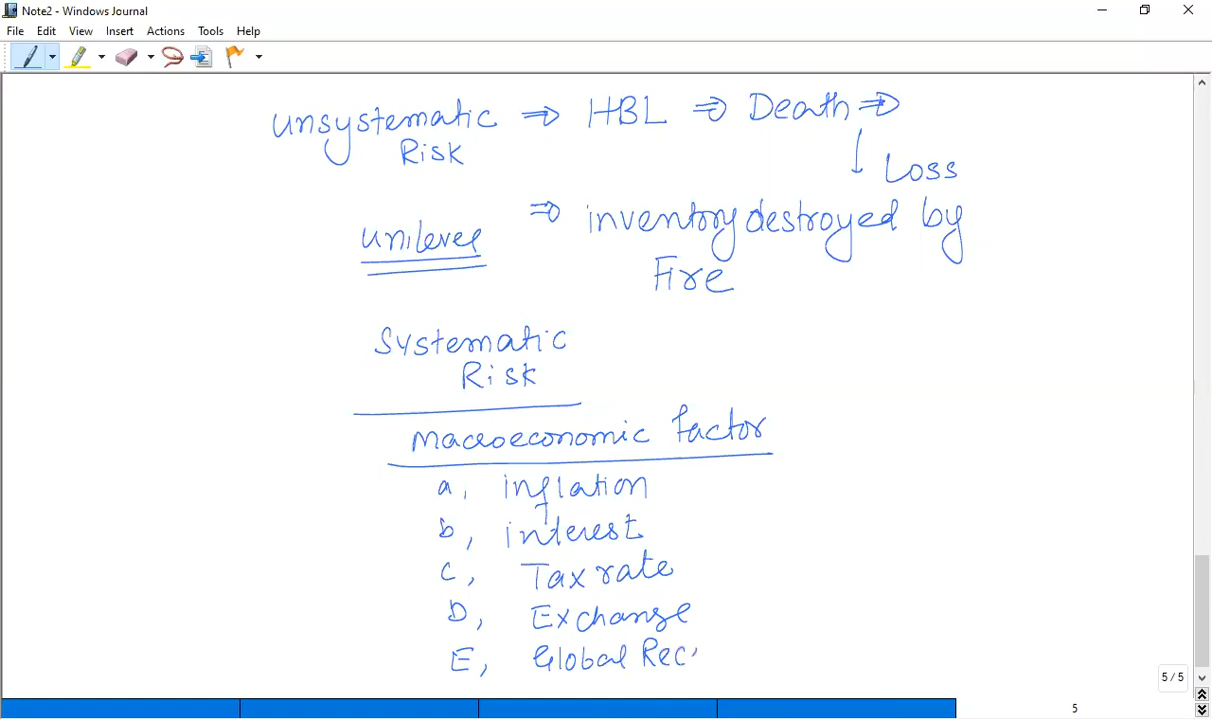 Note2 - Windows Journal
File Edit View Insert Actions Tools Help
unsystematic ⇒ HBL ⇒ Death ⇒
Risk
↓ Loss
⇒ inventory destroyed by
Unilever
Fire
Systematic
Risk
Macroeconomic Factor
a, inflation
b, interest
c, Tax rate
D, Exchange
E, Global Rec
5 / 5
5